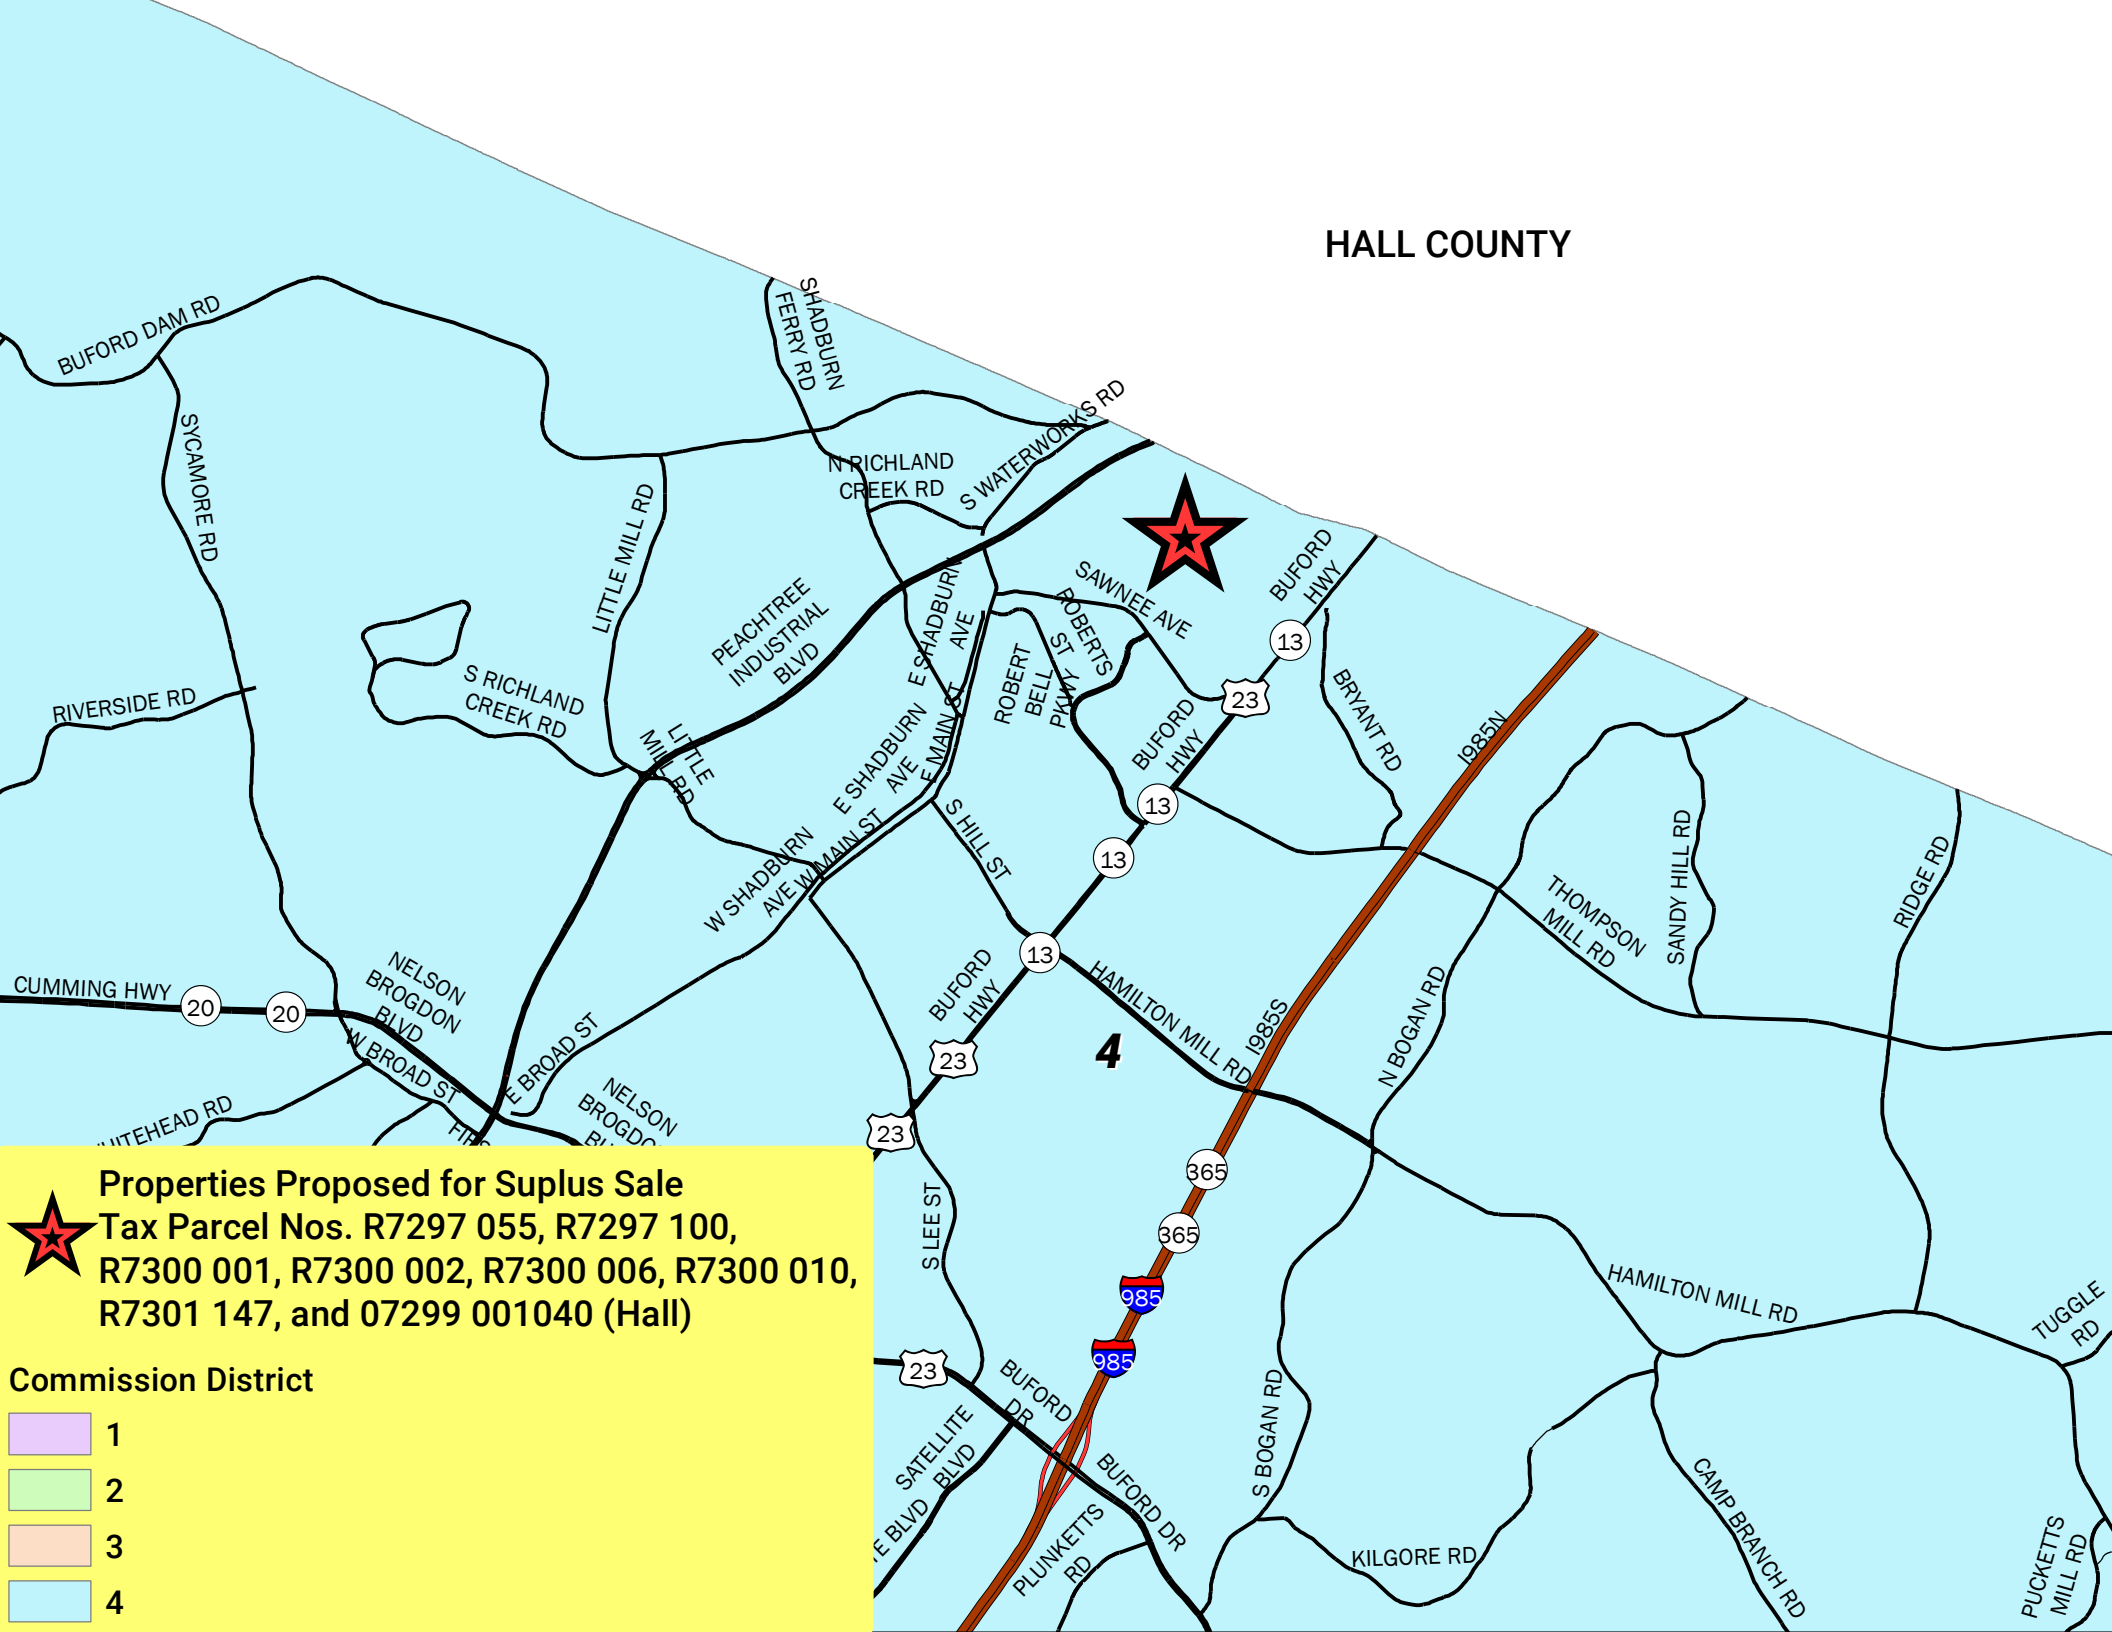 HALL COUNTY
BUFORD DAM RD
SHADBURN
FERRY RD
S WATERWORKS RD
N RICHLAND
CREEK RD
SYCAMORE RD
LITTLE MILL RD
BUFORD
HWY
SAWNEE AVE
ROBERTS
ST
13
PEACHTREE
INDUSTRIAL
BLVD
E SHADBURN
AVE
ROBERT
BELL
PKWY
23
BRYANT RD
RIVERSIDE RD
S RICHLAND
CREEK RD
LITTLE
MILL RD
E SHADBURN
AVE
E MAIN ST
BUFORD
HWY
I985N
13
13
S HILL ST
W SHADBURN
AVE
W MAIN ST
SANDY HILL RD
RIDGE RD
THOMPSON
MILL RD
13
CUMMING HWY
20
20
NELSON
BROGDON
BLVD
BUFORD
HWY
HAMILTON MILL RD
I985S
N BOGAN RD
W BROAD ST
E BROAD ST
23
4
NELSON
BROGDO
23
365
S LEE ST
365
985
985
HAMILTON MILL RD
TUGGLE
RD
23
BUFORD
DR
SATELLITE
BLVD
S BOGAN RD
BUFORD DR
PLUNKETTS
RD
TE BLVD
KILGORE RD
CAMP BRANCH RD
PUCKETTS
MILL RD
Properties Proposed for Suplus Sale
Tax Parcel Nos. R7297 055, R7297 100,
R7300 001, R7300 002, R7300 006, R7300 010,
R7301 147, and 07299 001040 (Hall)
Commission District
1
2
3
4